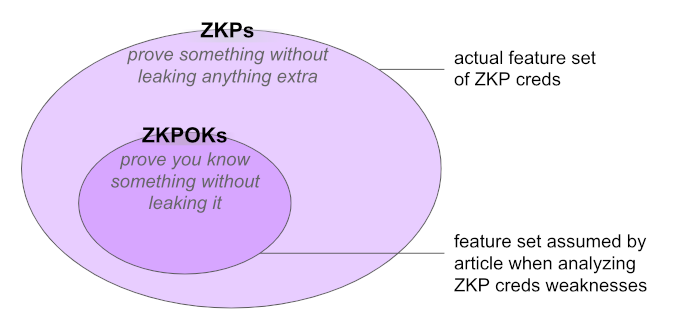 ZKPs
prove something without
leaking anything extra
actual feature set
of ZKP creds
ZKPOKs
prove you know
something without
leaking it
feature set assumed by
article when analyzing
ZKP creds weaknesses